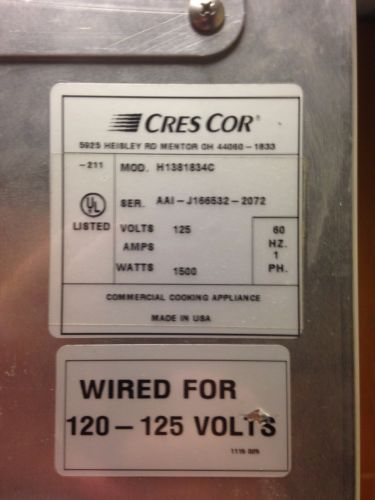 CRES COR®
5925 HEISLEY RD MENTOR OH 44060-1833
-211 MOD. H1381834C
UL
LISTED
SER. AAI-J166532-2072
VOLTS 125
AMPS
WATTS 1500
60
HZ.
1
PH.
COMMERCIAL COOKING APPLIANCE
MADE IN USA
WIRED FOR
120-125 VOLTS